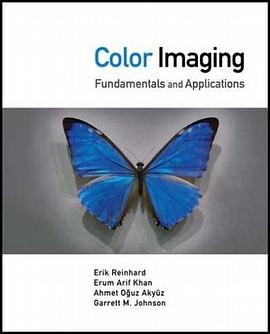 Color Imaging
Fundamentals and Applications
Erik Reinhard
Erum Arif Khan
Ahmet Oğuz Akyüz
Garrett M. Johnson